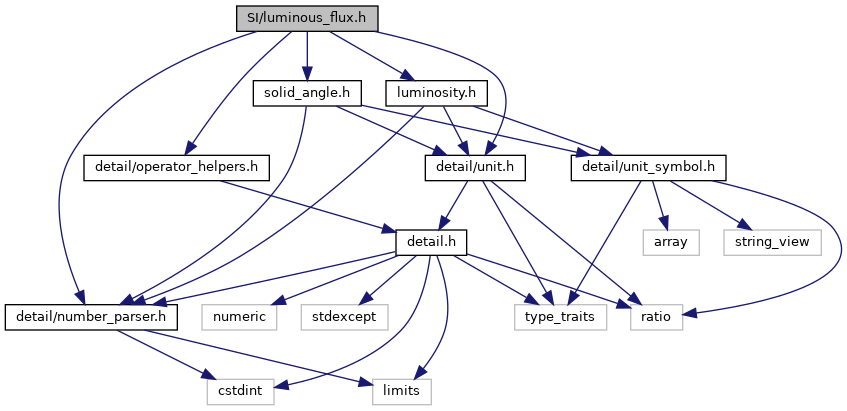 SI/luminous_flux.h
solid_angle.h
luminosity.h
detail/operator_helpers.h
detail/unit.h
detail/unit_symbol.h
detail.h
array
string_view
detail/number_parser.h
numeric
stdexcept
type_traits
ratio
cstdint
limits